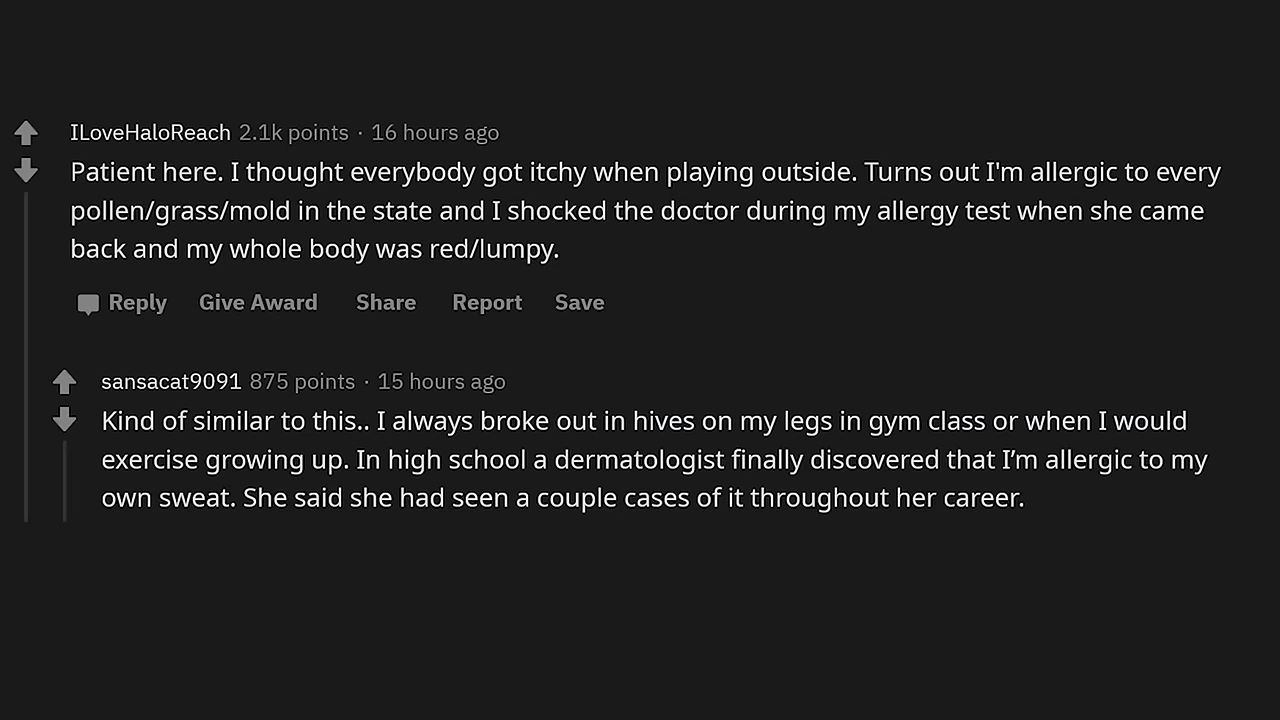 ILoveHaloReach 2.1k points · 16 hours ago
Patient here. I thought everybody got itchy when playing outside. Turns out I'm allergic to every
pollen/grass/mold in the state and I shocked the doctor during my allergy test when she came
back and my whole body was red/lumpy.
Reply Give Award Share Report Save
sansacat9091 875 points · 15 hours ago
Kind of similar to this.. I always broke out in hives on my legs in gym class or when I would
exercise growing up. In high school a dermatologist finally discovered that I’m allergic to my
own sweat. She said she had seen a couple cases of it throughout her career.